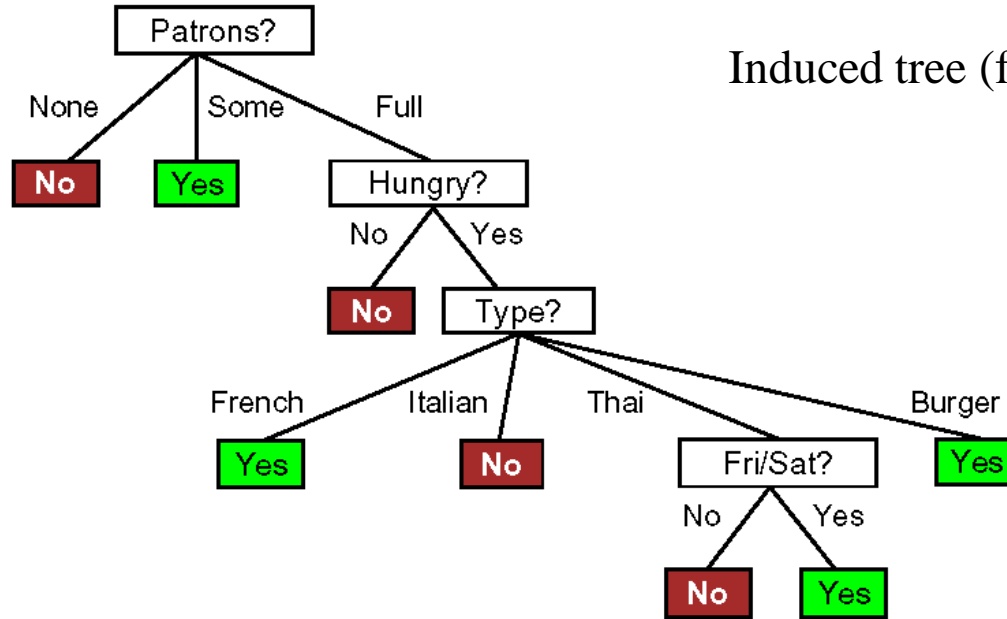 Patrons?
Induced tree (f
None Some Full
No Yes Hungry?
No Yes
No Type?
French Italian Thai Burger
Yes No Fri/Sat? Yes
No Yes
No Yes